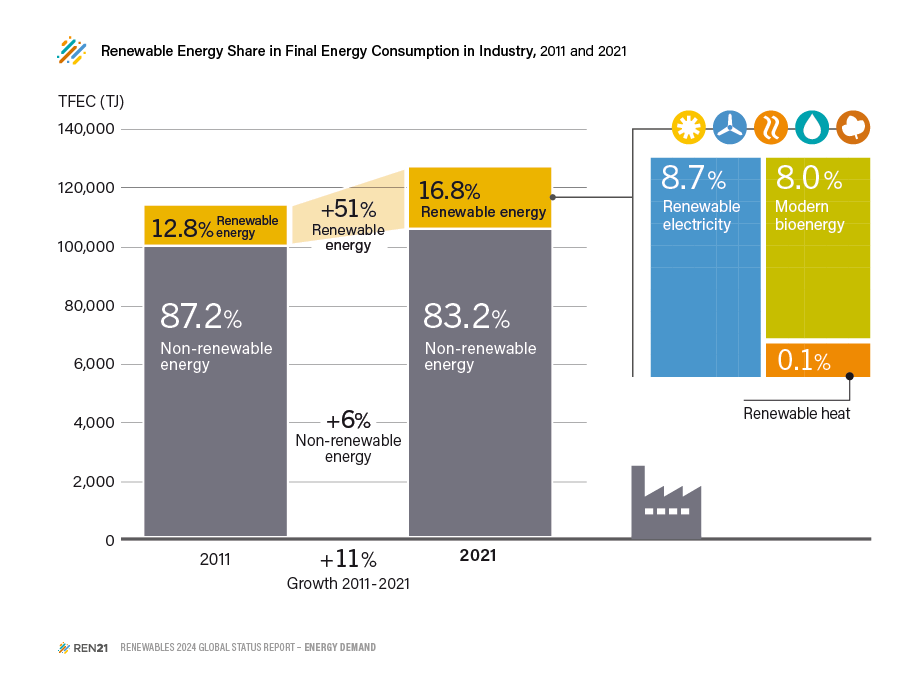 Renewable Energy Share in Final Energy Consumption in Industry, 2011 and 2021
TFEC (TJ)
140,000
120,000
100,000
80,000
6,000
4,000
2,000
0
12.8% Renewable
energy
87.2%
Non-renewable
energy
+51%
Renewable
energy
+6%
Non-renewable
energy
16.8%
Renewable energy
83.2%
Non-renewable
energy
8.7%
Renewable
electricity
8.0%
Modern
bioenergy
0.1%
Renewable heat
2011
+11%
Growth 2011-2021
2021
REN21 RENEWABLES 2024 GLOBAL STATUS REPORT – ENERGY DEMAND